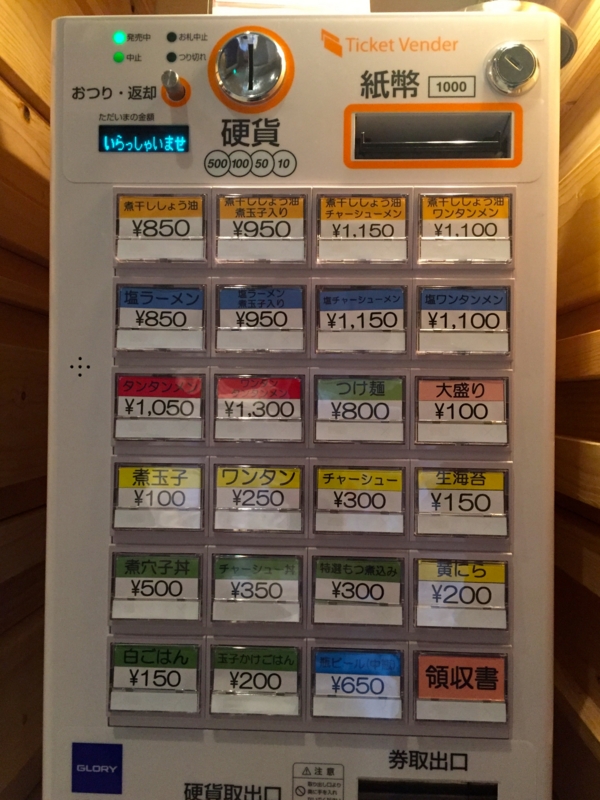 発売中
お札中止
中止
つり切れ
Ticket Vender
おつり・返却
紙幣 1000
ただいまの金額
いらっしゃいませ
硬貨
500 100 50 10
煮干ししょう油
¥850
煮干ししょう油
煮玉子入り
¥950
煮干ししょう油
チャーシューメン
¥1,150
煮干ししょう油
ワンタンメン
¥1,100
塩ラーメン
¥850
塩ラーメン
煮玉子入り
¥950
塩チャーシューメン
¥1,150
塩ワンタンメン
¥1,100
タンタンメン
¥1,050
¥1,300
つけ麺
¥800
大盛り
¥100
煮玉子
¥100
ワンタン
¥250
チャーシュー
¥300
生海苔
¥150
煮穴子丼
¥500
チャーシュー丼
¥350
特選もつ煮込み
¥300
黄にら
¥200
白ごはん
¥150
玉子かけごはん
¥200
¥650
領収書
GLORY
硬貨取出口
注意
券取出口